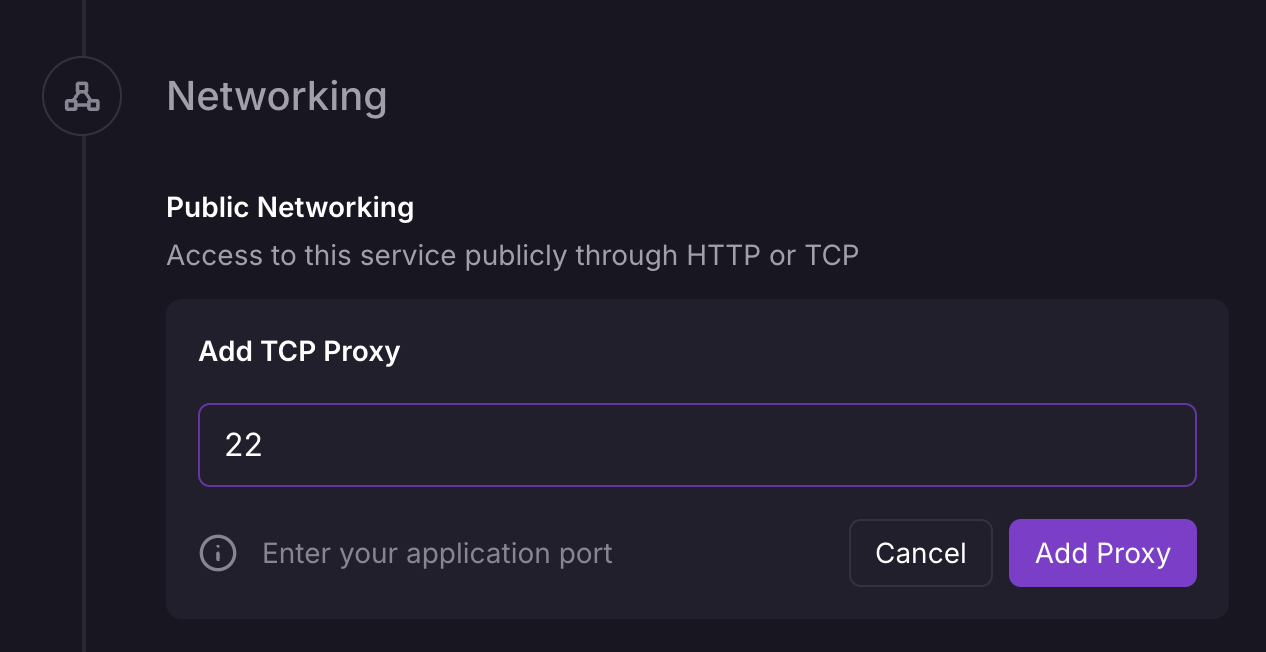 Networking
Public Networking
Access to this service publicly through HTTP or TCP
Add TCP Proxy
22
Enter your application port
Cancel
Add Proxy